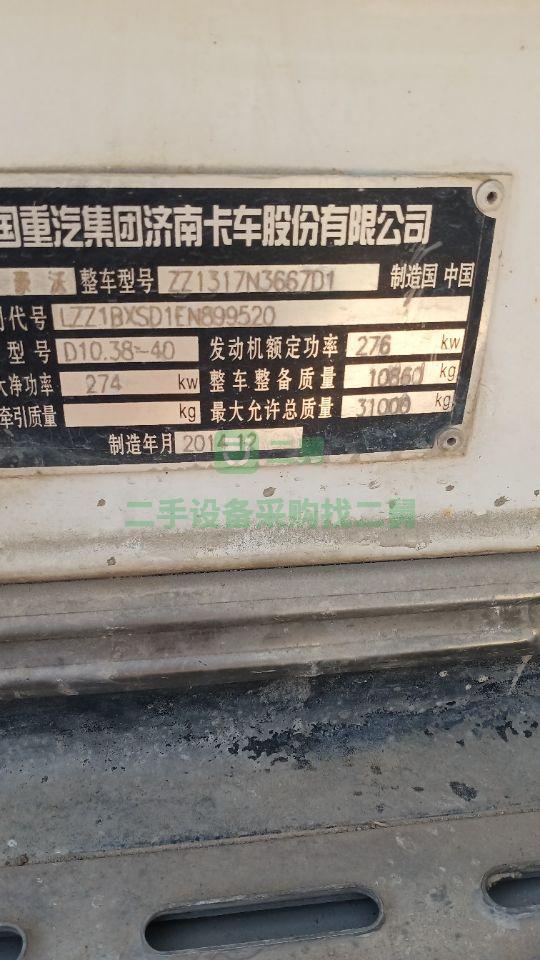 国重汽集团济南卡车股份有限公司
豪沃 整车型号 ZZ1317N3667D1 制造国 中国
代号 LZZ1BXSD1EN899520
型号 D10.38-40 发动机额定功率 276 kw
大净功率 274 kw 整车整备质量 10860 kg
牵引质量 kg 最大允许总质量 31000 kg
制造年月 2014.12
二手设备采购找二舅